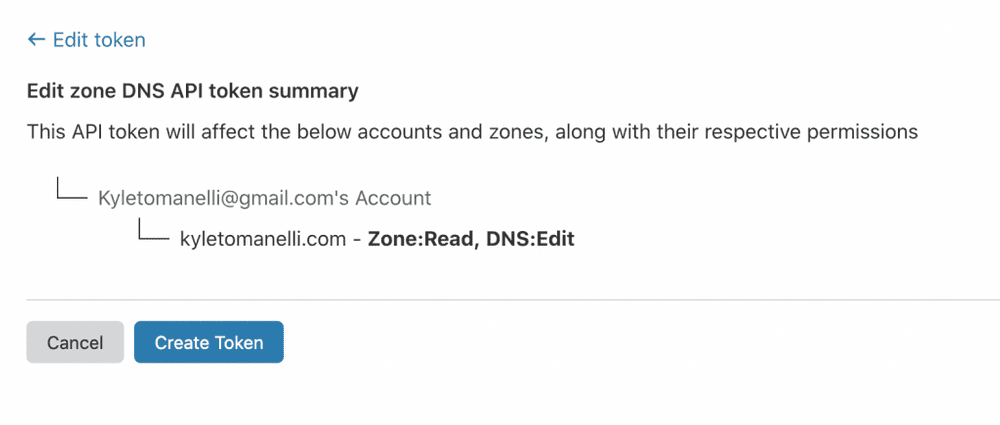 ← Edit token
Edit zone DNS API token summary
This API token will affect the below accounts and zones, along with their respective permissions
Kyletomanelli@gmail.com's Account
kyletomanelli.com - Zone:Read, DNS:Edit
Cancel
Create Token